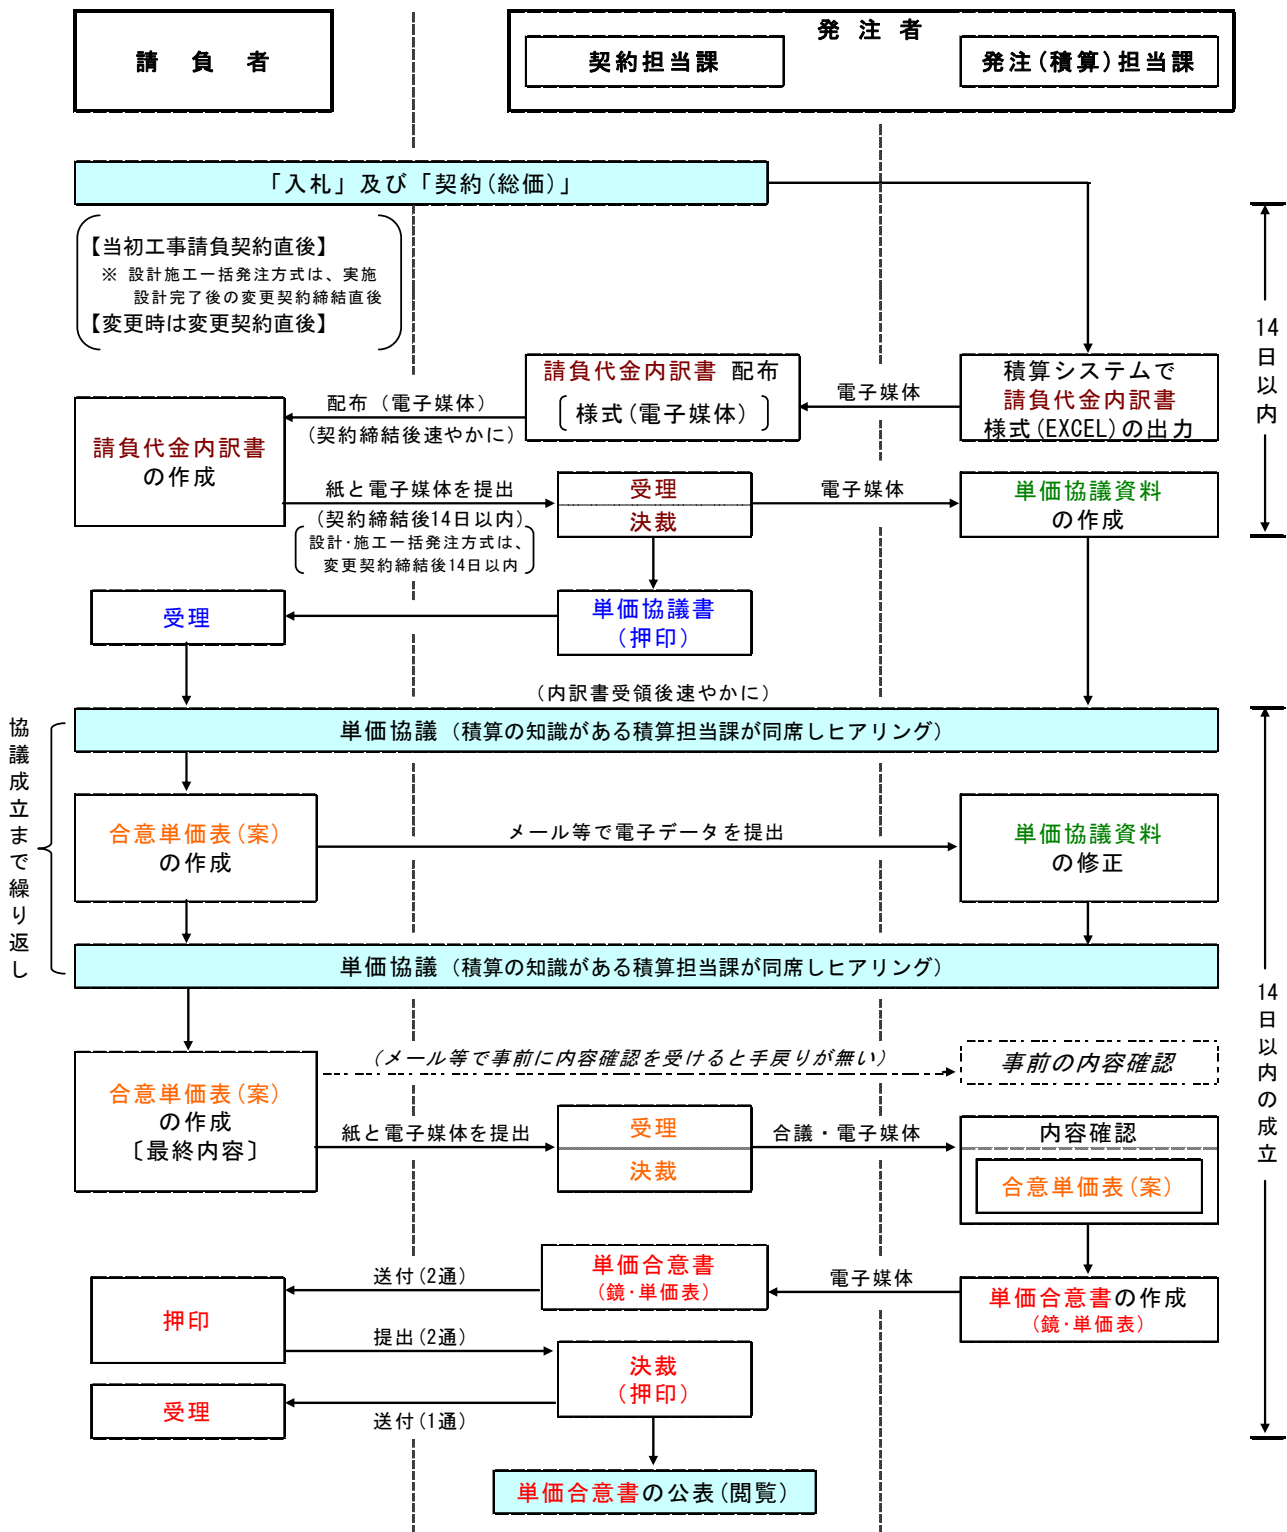 請 負 者
発 注 者
契約担当課
発注(積算)担当課
「入札」及び「契約(総価)」
【当初工事請負契約直後】
※ 設計施工一括発注方式は、実施
設計完了後の変更契約締結直後
【変更時は変更契約直後】
14日以内
請負代金内訳書 配布
〔様式(電子媒体)〕
電子媒体
積算システムで
請負代金内訳書
様式(EXCEL)の出力
配布(電子媒体)
(契約締結後速やかに)
請負代金内訳書
の作成
紙と電子媒体を提出
(契約締結後14日以内)
設計・施工一括発注方式は、
変更契約締結後14日以内
受理
決裁
電子媒体
単価協議資料
の作成
受理
単価協議書
(押印)
(内訳書受領後速やかに)
単価協議(積算の知識がある積算担当課が同席しヒアリング)
協議成立まで繰り返し
合意単価表(案)
の作成
メール等で電子データを提出
単価協議資料
の修正
単価協議(積算の知識がある積算担当課が同席しヒアリング)
14日以内の成立
合意単価表(案)
の作成
〔最終内容〕
(メール等で事前に内容確認を受けると手戻りが無い)
事前の内容確認
紙と電子媒体を提出
受理
決裁
合議・電子媒体
内容確認
合意単価表(案)
押印
送付(2通)
単価合意書
(鏡・単価表)
電子媒体
単価合意書の作成
(鏡・単価表)
提出(2通)
決裁
(押印)
受理
送付(1通)
単価合意書の公表(閲覧)